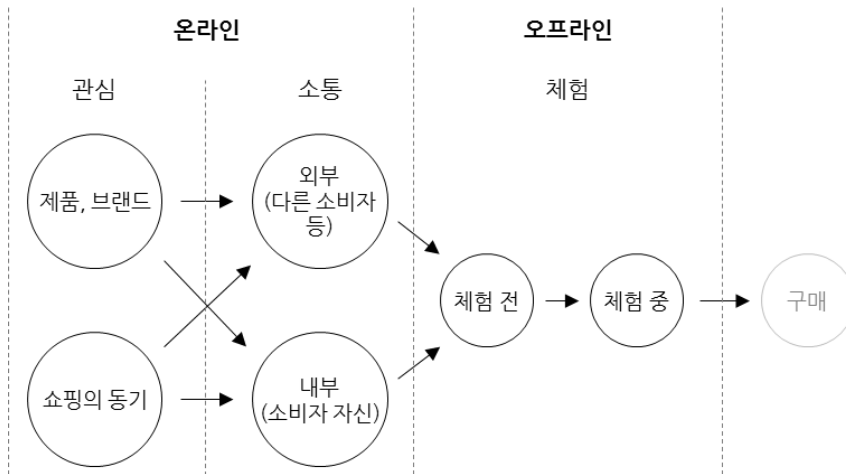 온라인
오프라인
관심
소통
체험
제품, 브랜드
외부
(다른 소비자
등)
체험 전
체험 중
구매
쇼핑의 동기
내부
(소비자 자신)